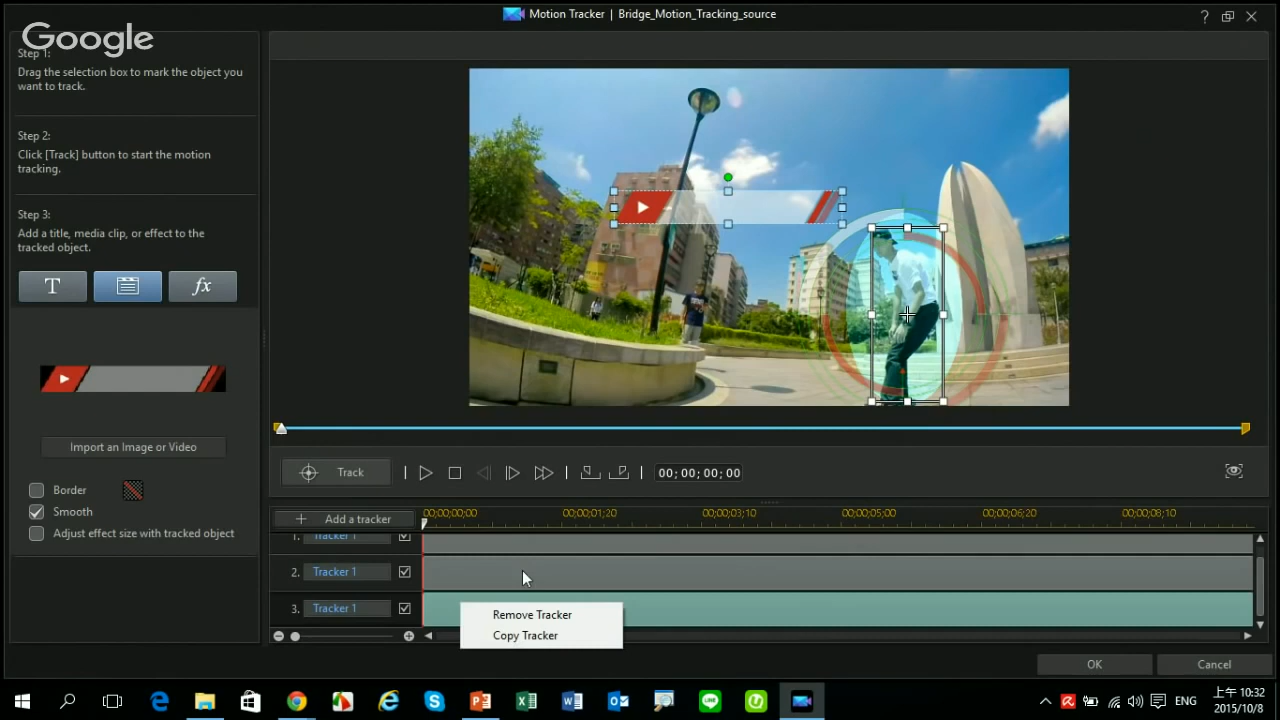 Motion Tracker | Bridge_Motion_Tracking_source
?
Google
Step 1:
Drag the selection box to mark the object you
want to track.
Step 2:
Click [Track] button to start the motion
tracking.
Step 3:
Add a title, media clip, or effect to the
tracked object.
T
fx
Import an Image or Video
Border
Smooth
Adjust effect size with tracked object
Track
00;00;00;00
Add a tracker
00;00;00;00 00;00;01;20 00;00;03;10 00;00;05;00 00;00;06;20 00;00;08;10
1. Tracker 1
2. Tracker 1
3. Tracker 1
Remove Tracker
Copy Tracker
OK
Cancel
ENG
上午 10:32
2015/10/8